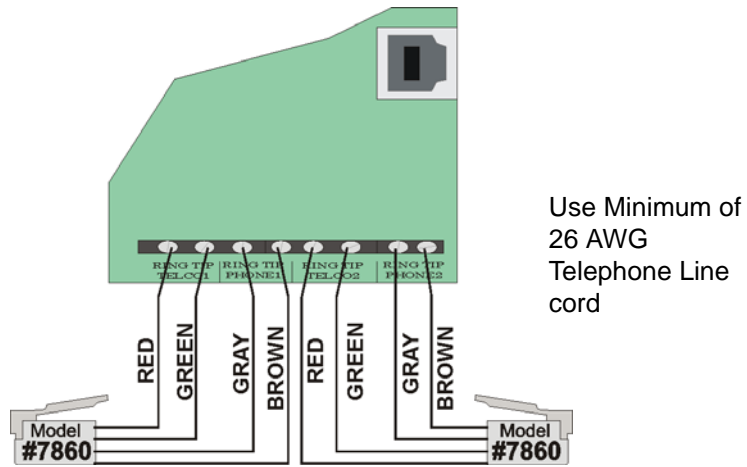 Use Minimum of
26 AWG
Telephone Line
cord
RING TIP RING TIP RING TIP RING TIP
TELCO1 PHONE1 TELCO2 PHONE2
RED GREEN GRAY BROWN RED GREEN GRAY BROWN
Model
#7860
Model
#7860